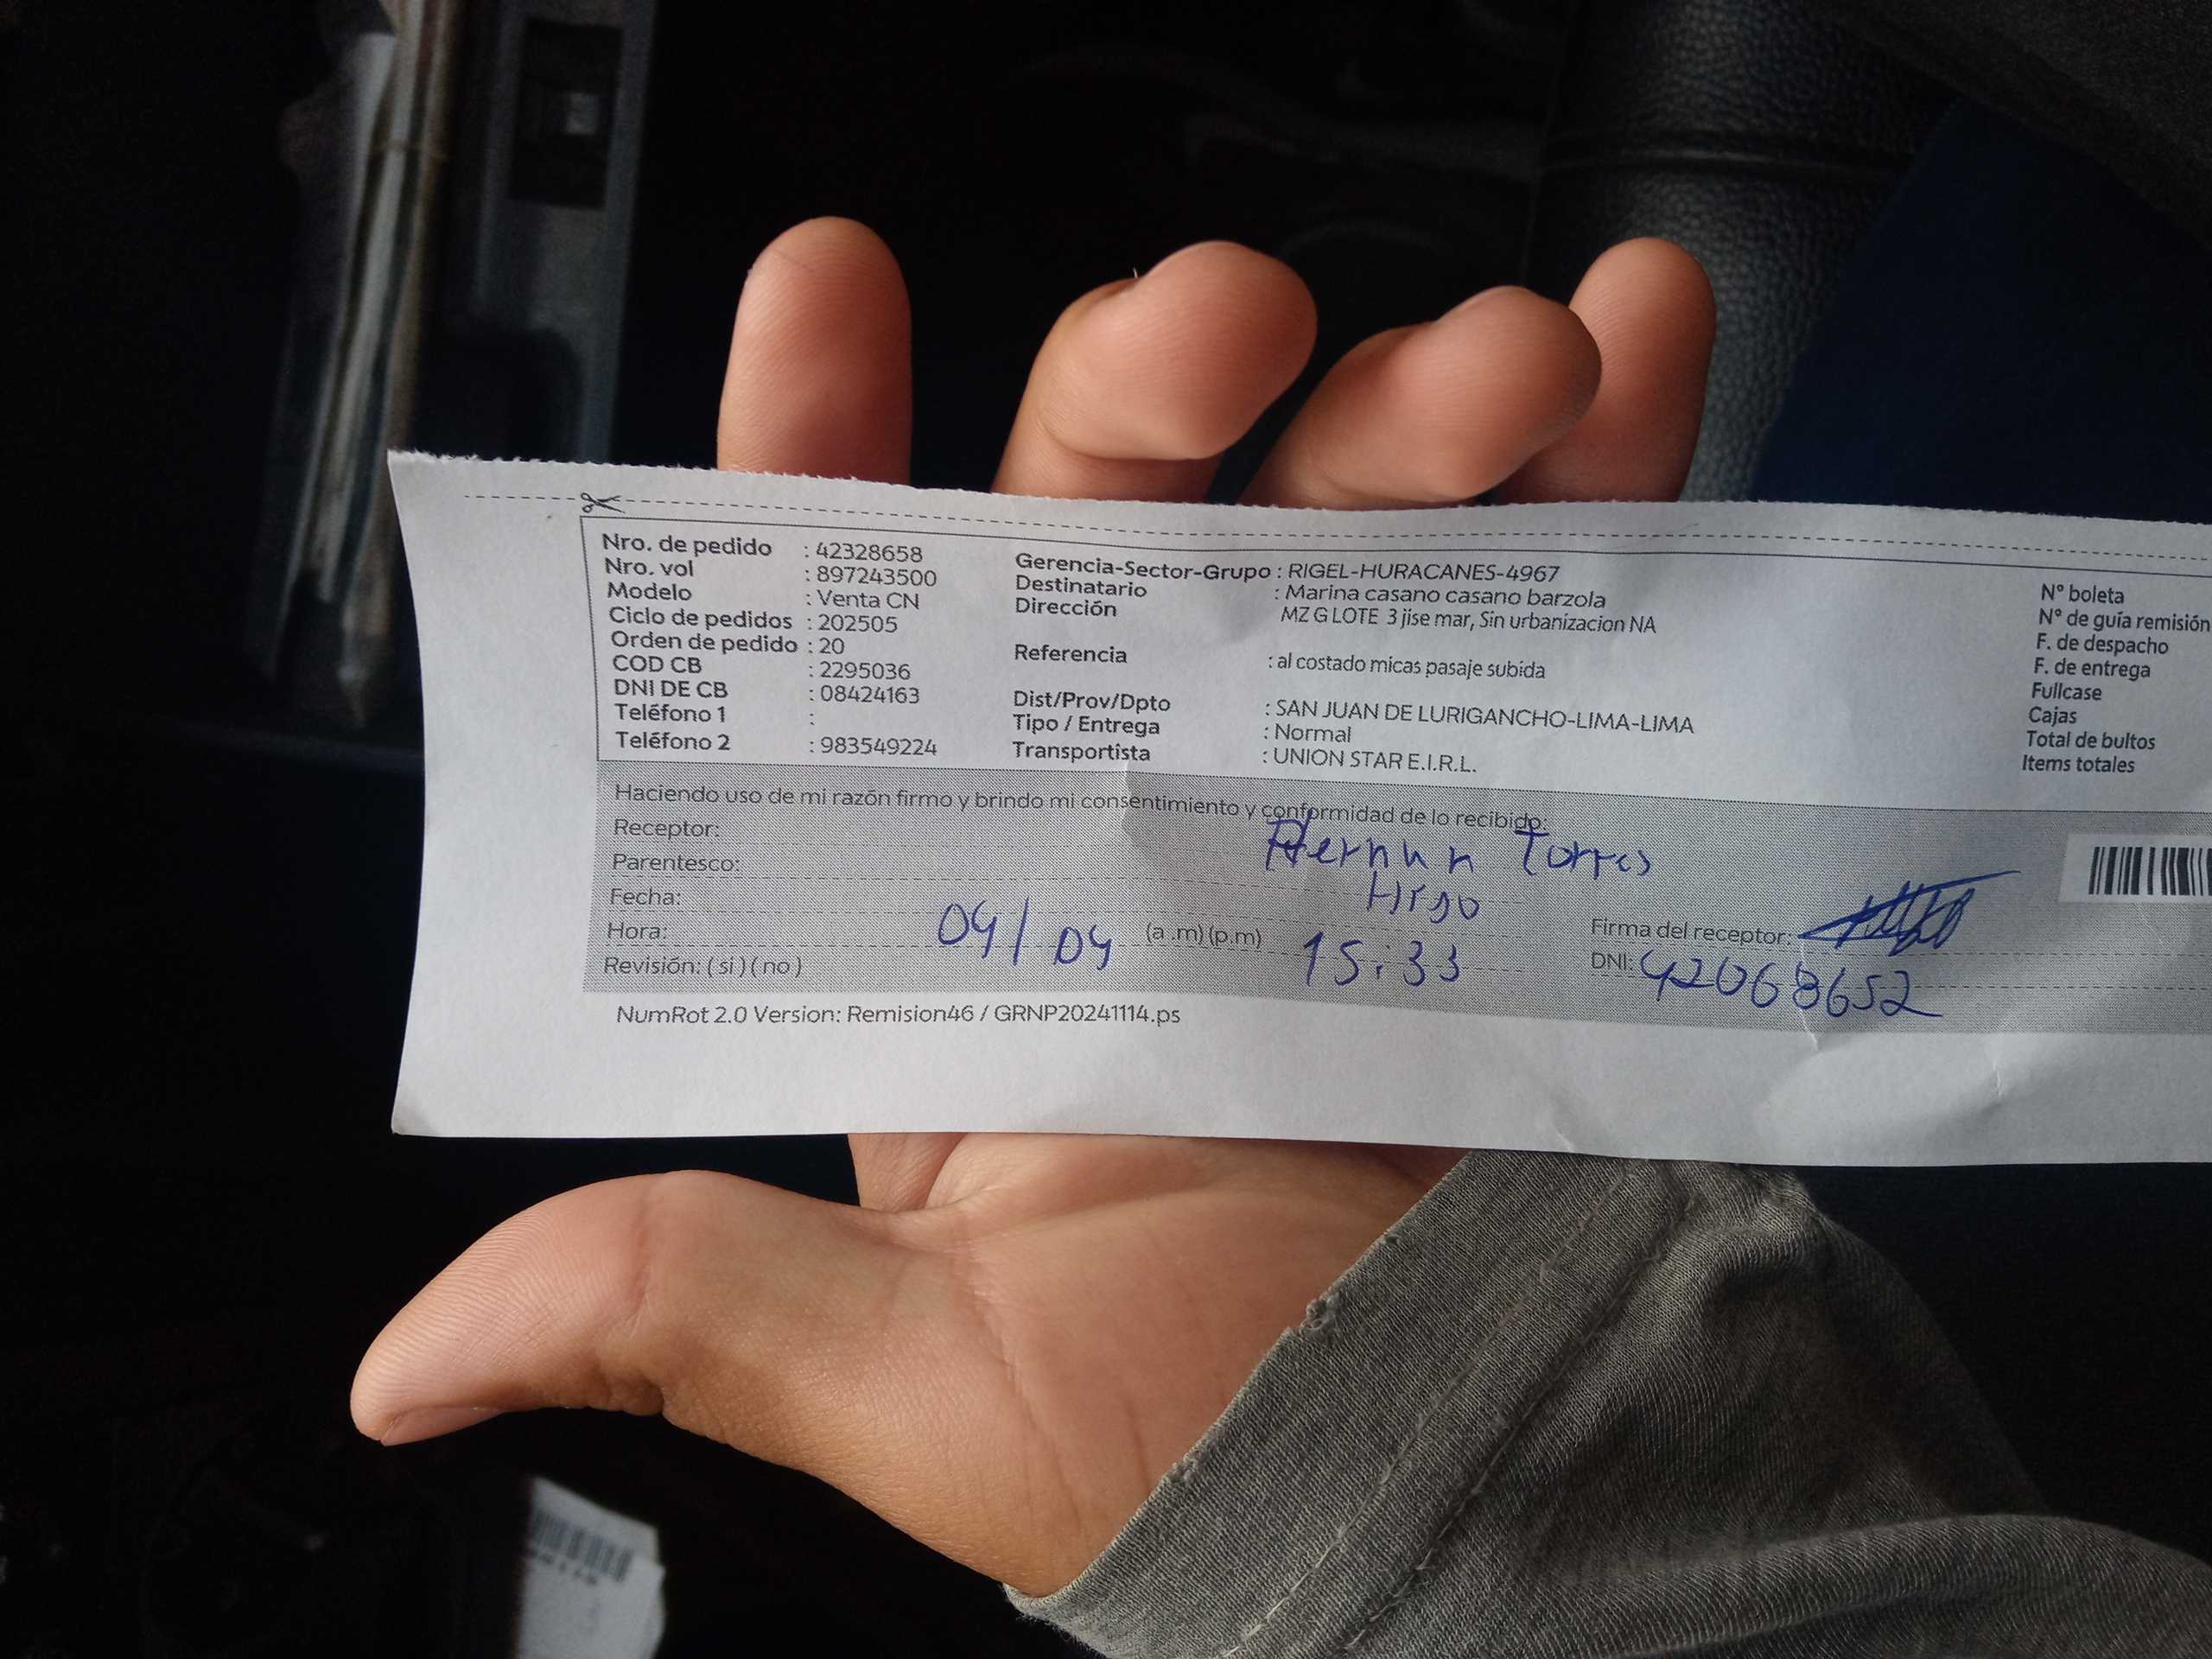 Nro. de pedido : 42328658
Nro. vol : 897243500
Modelo : Venta CN
Ciclo de pedidos : 202505
Orden de pedido : 20
COD CB : 2295036
DNI DE CB : 08424163
Teléfono 1 :
Teléfono 2 : 983549224
Gerencia-Sector-Grupo : RIGEL-HURACANES-4967
Destinatario : Marina casano casano barzola
Dirección MZ G LOTE 3 jise mar, Sin urbanizacion NA
Referencia : al costado micas pasaje subida
Dist/Prov/Dpto : SAN JUAN DE LURIGANCHO-LIMA-LIMA
Tipo / Entrega : Normal
Transportista : UNION STAR E.I.R.L.
N° boleta
N° de guía remisión
F. de despacho
F. de entrega
Fullcase
Cajas
Total de bultos
Items totales
Haciendo uso de mi razón firmo y brindo mi consentimiento y conformidad de lo recibido:
Receptor: Torres
Parentesco:
Fecha: 04/04
Hora: (a .m)(p.m) 15:33
Revisión: ( si ) ( no )
Firma del receptor:
DNI: 42068652
NumRot 2.0 Version: Remision46 / GRNP20241114.ps